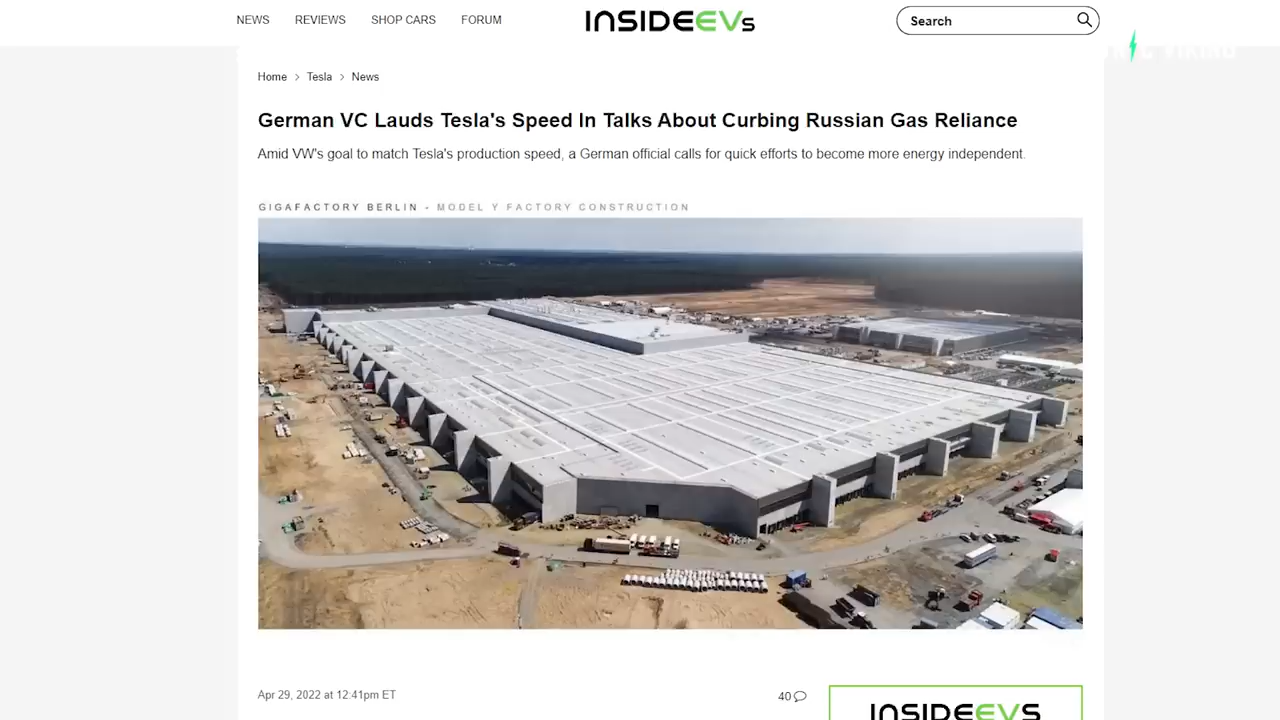 NEWS REVIEWS SHOP CARS FORUM INSIDEEVs Search
Home > Tesla > News
German VC Lauds Tesla's Speed In Talks About Curbing Russian Gas Reliance
Amid VW's goal to match Tesla's production speed, a German official calls for quick efforts to become more energy independent.
GIGAFACTORY BERLIN - MODEL Y FACTORY CONSTRUCTION
Apr 29, 2022 at 12:41pm ET 40
INSIDEEVs